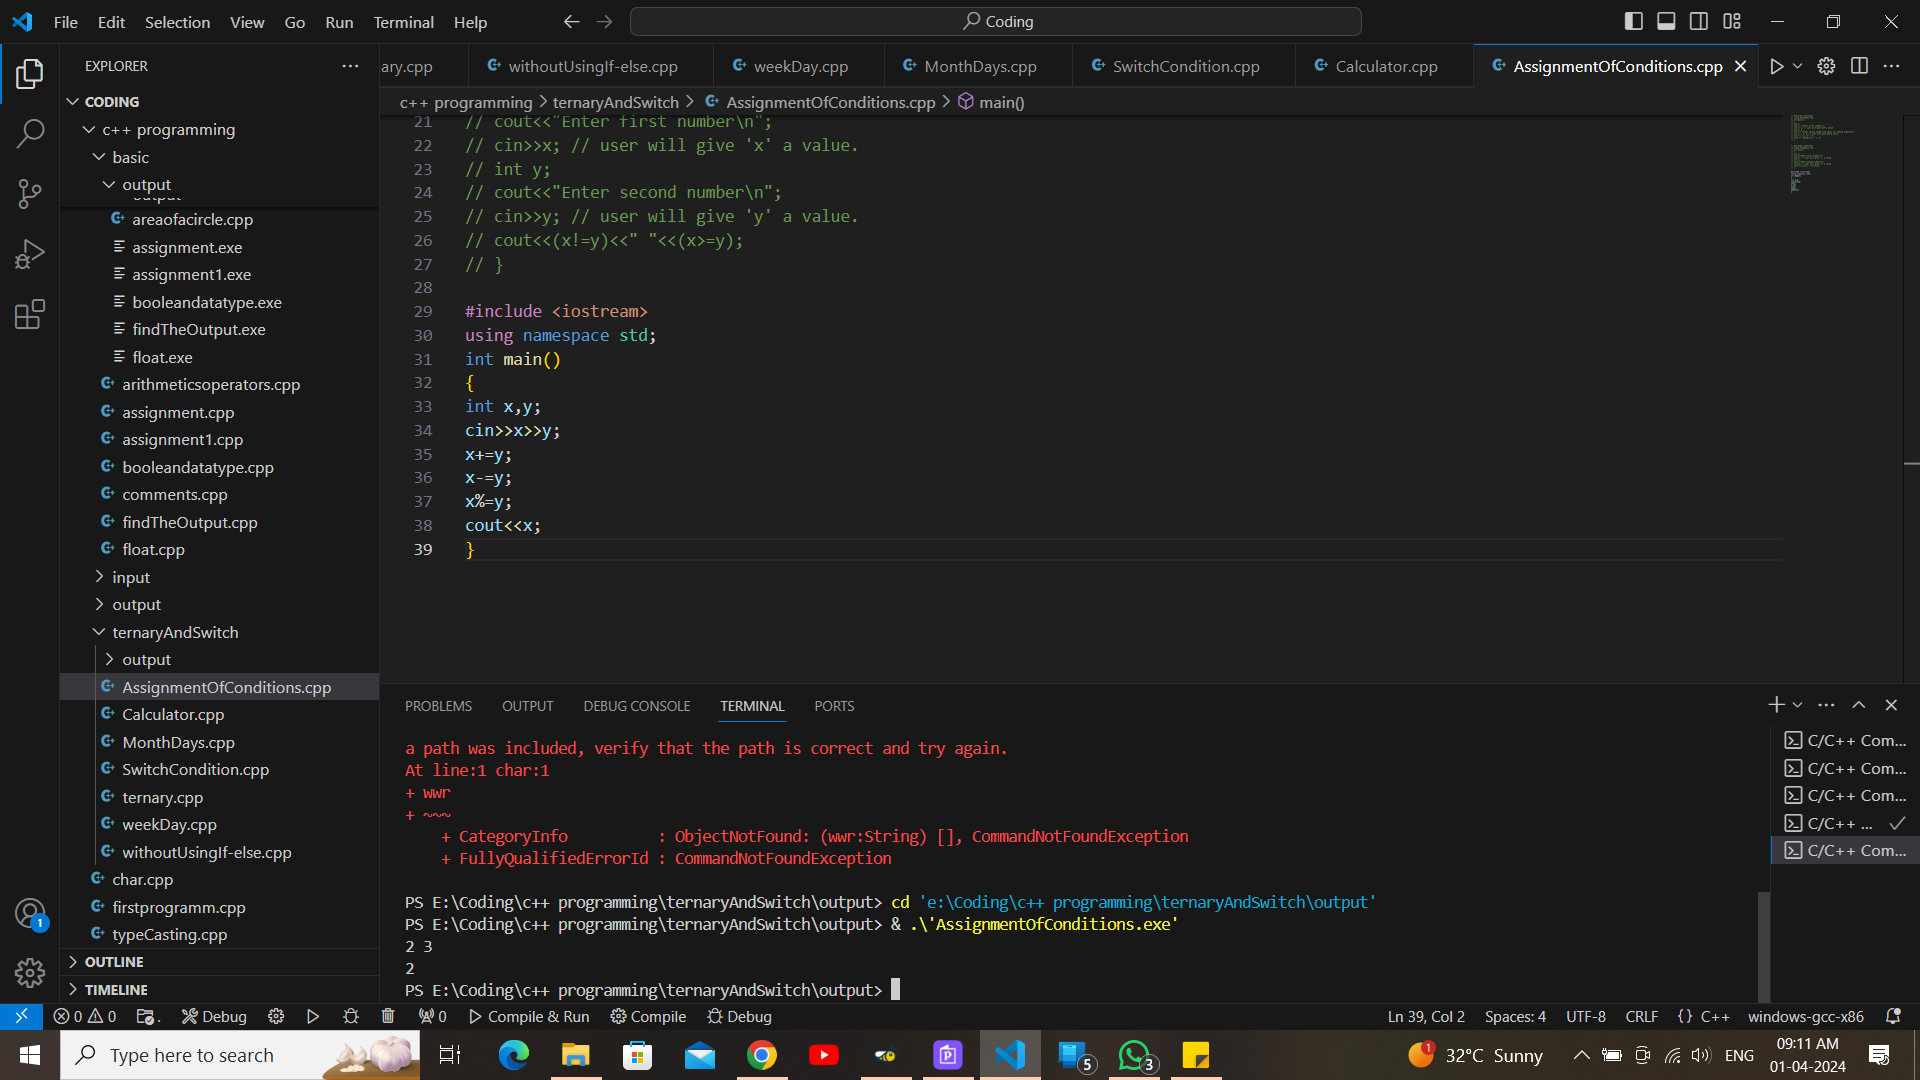 File Edit Selection View Go Run Terminal Help
Coding
EXPLORER
CODING
c++ programming
basic
output
output
areaofacircle.cpp
assignment.exe
assignment1.exe
booleandatatype.exe
findTheOutput.exe
float.exe
arithmeticsoperators.cpp
assignment.cpp
assignment1.cpp
booleandatatype.cpp
comments.cpp
findTheOutput.cpp
float.cpp
input
output
ternaryAndSwitch
output
AssignmentOfConditions.cpp
Calculator.cpp
MonthDays.cpp
SwitchCondition.cpp
ternary.cpp
weekDay.cpp
withoutUsingIf-else.cpp
char.cpp
firstprogramm.cpp
typeCasting.cpp
OUTLINE
TIMELINE
ary.cpp withoutUsingIf-else.cpp weekDay.cpp MonthDays.cpp SwitchCondition.cpp Calculator.cpp AssignmentOfConditions.cpp
c++ programming > ternaryAndSwitch > AssignmentOfConditions.cpp > main()
21 // cout<<"Enter first number\n";
22 // cin>>x; // user will give 'x' a value.
23 // int y;
24 // cout<<"Enter second number\n";
25 // cin>>y; // user will give 'y' a value.
26 // cout<<(x!=y)<<" "<<(x>=y);
27 // }
28
29 #include <iostream>
30 using namespace std;
31 int main()
32 {
33 int x,y;
34 cin>>x>>y;
35 x+=y;
36 x-=y;
37 x%=y;
38 cout<<x;
39 }
PROBLEMS OUTPUT DEBUG CONSOLE TERMINAL PORTS
a path was included, verify that the path is correct and try again.
At line:1 char:1
+ wwr
+ ~~~
+ CategoryInfo : ObjectNotFound: (wwr:String) [], CommandNotFoundException
+ FullyQualifiedErrorId : CommandNotFoundException
PS E:\Coding\c++ programming\ternaryAndSwitch\output> cd 'e:\Coding\c++ programming\ternaryAndSwitch\output'
PS E:\Coding\c++ programming\ternaryAndSwitch\output> & .\'AssignmentOfConditions.exe'
2 3
2
PS E:\Coding\c++ programming\ternaryAndSwitch\output>
C/C++ Com...
C/C++ Com...
C/C++ Com...
C/C++ ...
C/C++ Com...
1
0 0 . Debug 0 Compile & Run Compile Debug Ln 39, Col 2 Spaces: 4 UTF-8 CRLF {} C++ windows-gcc-x86
Type here to search 5 3 1 32°C Sunny ENG 09:11 AM
01-04-2024